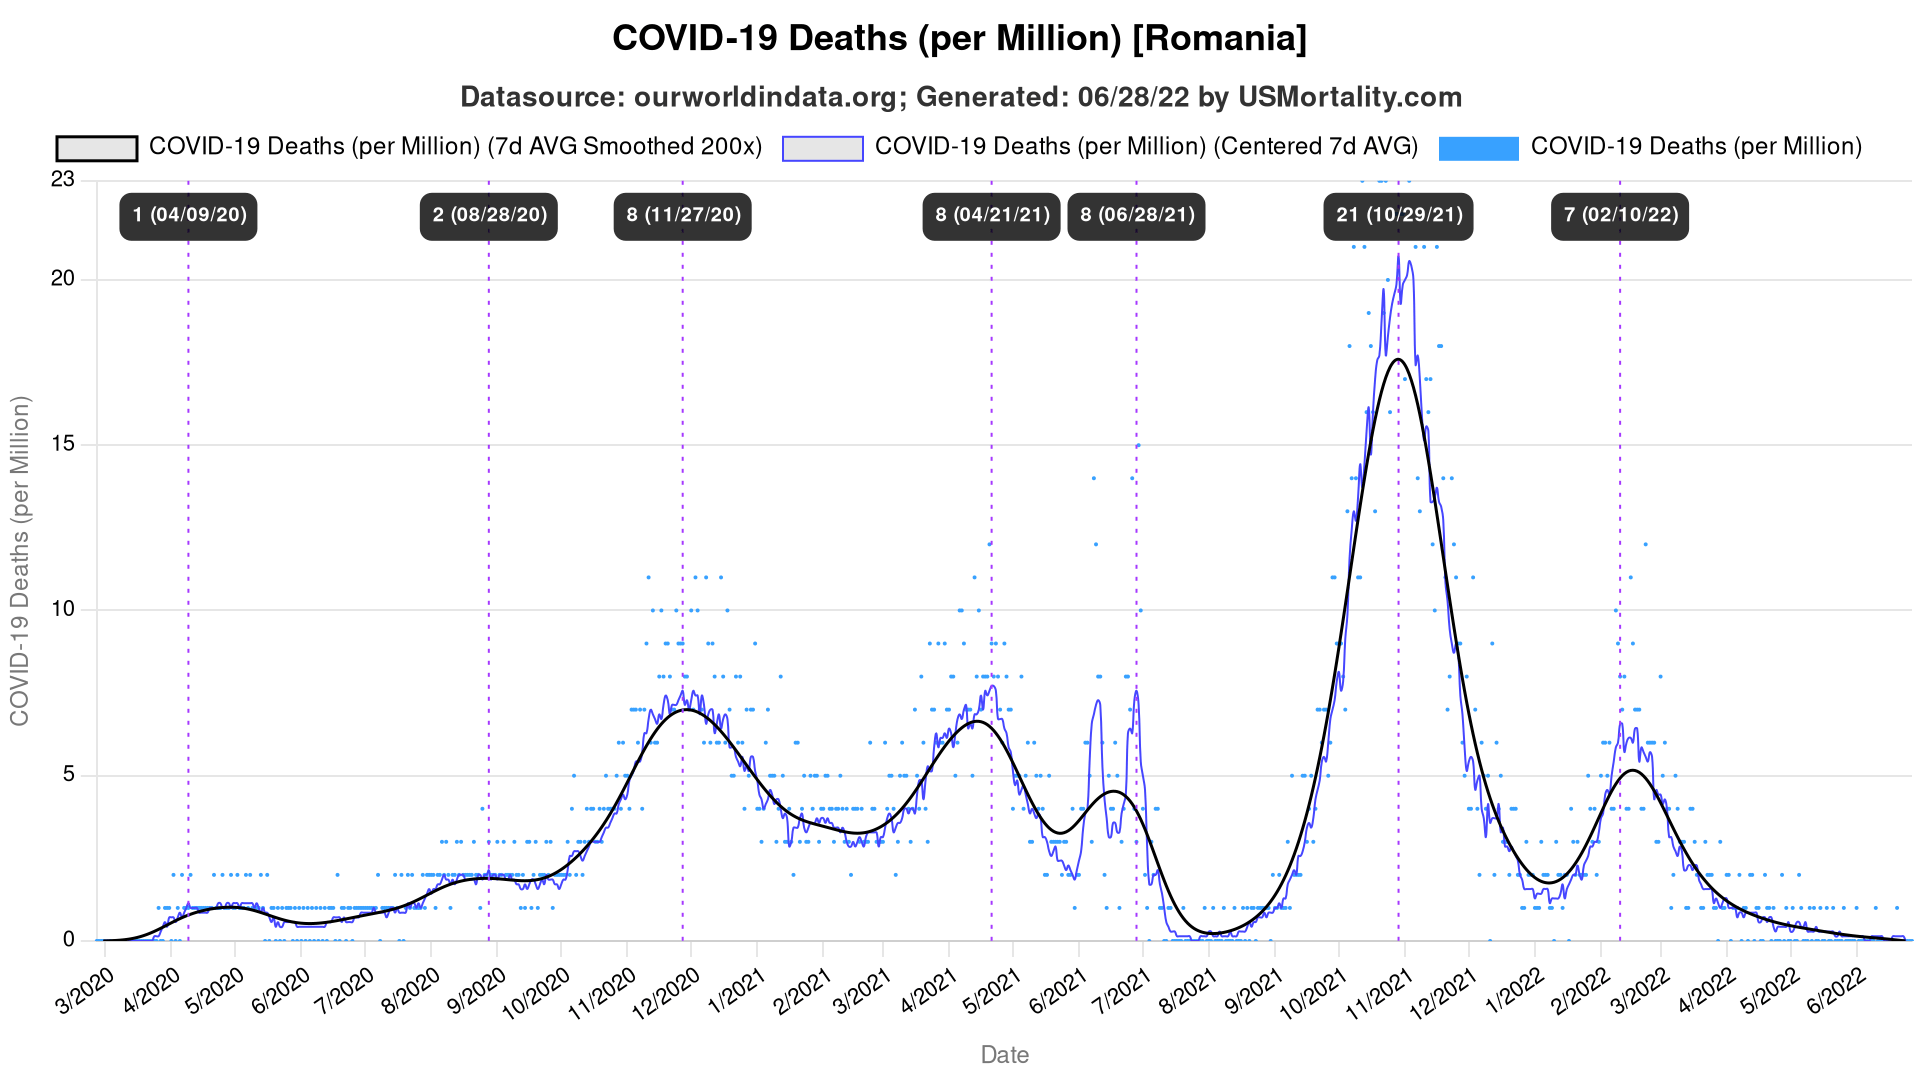 COVID-19 Deaths (per Million) [Romania]
Datasource: ourworldindata.org; Generated: 06/28/22 by USMortality.com
COVID-19 Deaths (per Million) (7d AVG Smoothed 200x) COVID-19 Deaths (per Million) (Centered 7d AVG) COVID-19 Deaths (per Million)
23
1 (04/09/20) 2 (08/28/20) 8 (11/27/20) 8 (04/21/21) 8 (06/28/21) 21 (10/29/21) 7 (02/10/22)
20
15
10
5
0
COVID-19 Deaths (per Million)
3/2020 4/2020 5/2020 6/2020 7/2020 8/2020 9/2020 10/2020 11/2020 12/2020 1/2021 2/2021 3/2021 4/2021 5/2021 6/2021 7/2021 8/2021 9/2021 10/2021 11/2021 12/2021 1/2022 2/2022 3/2022 4/2022 5/2022 6/2022
Date